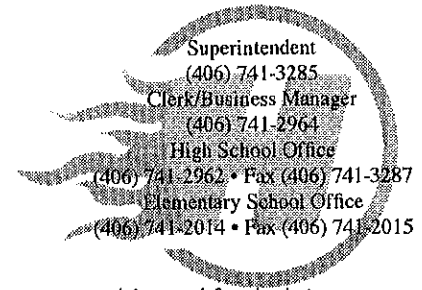 Superintendent
(406) 741-3285
Clerk/Business Manager
(406) 741-2964
High School Office
(406) 741-2962 • Fax (406) 741-3287
Elementary School Office
(406) 741-2014 • Fax (406) 741-2015